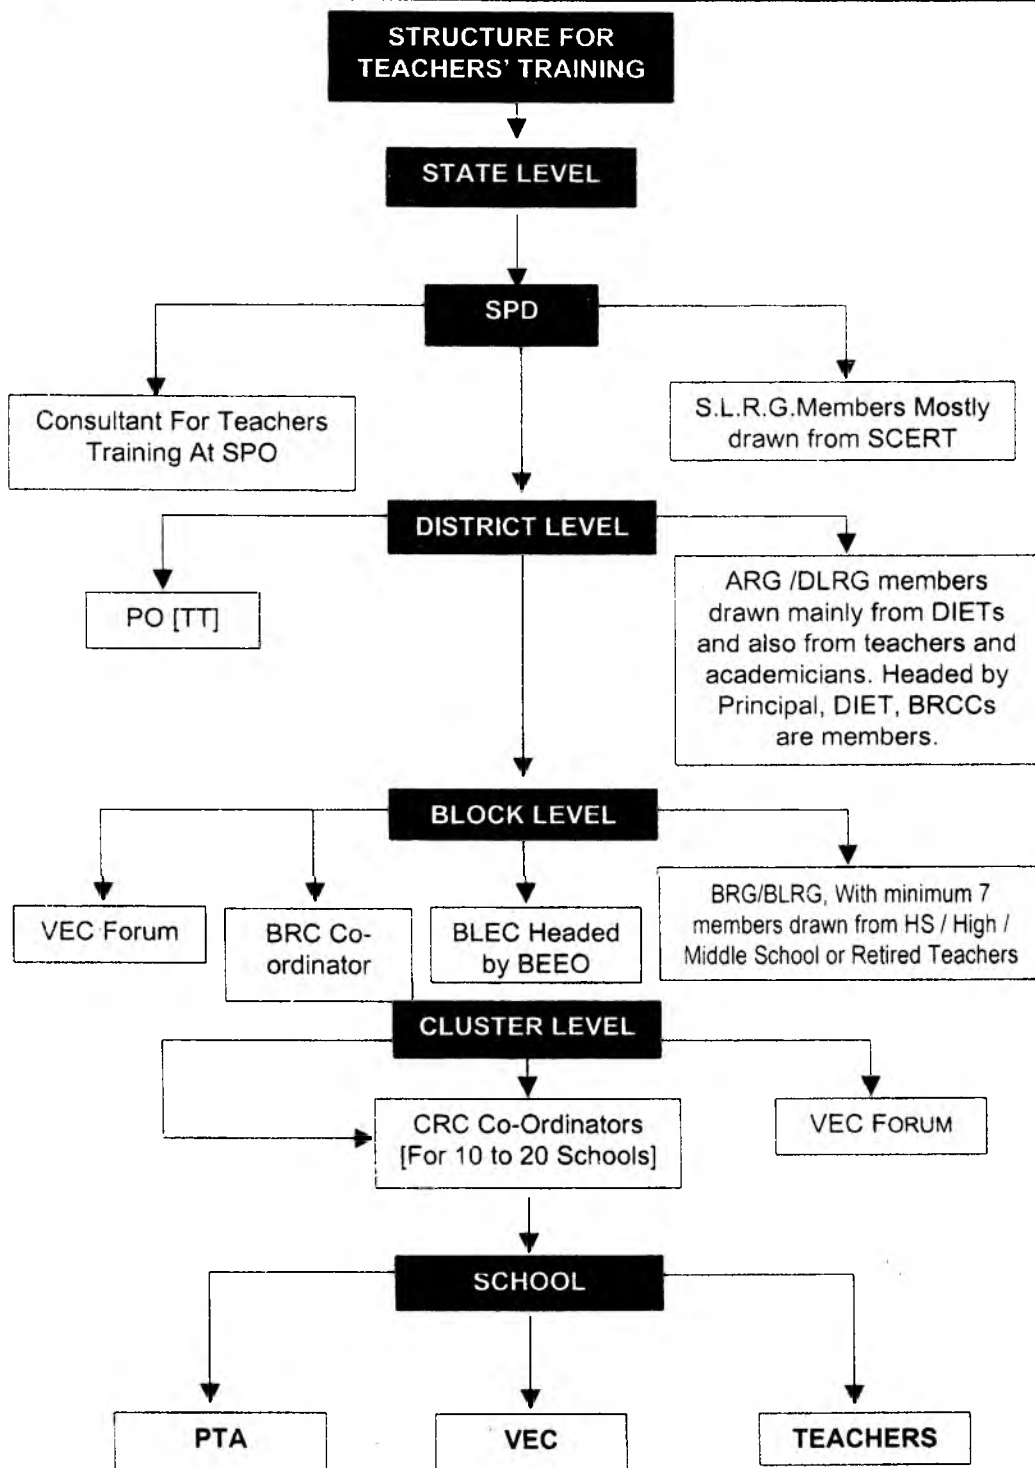 STRUCTURE FOR
TEACHERS' TRAINING
STATE LEVEL
SPD
Consultant For Teachers
Training At SPO
S.L.R.G.Members Mostly
drawn from SCERT
DISTRICT LEVEL
PO [TT]
ARG /DLRG members
drawn mainly from DIETs
and also from teachers and
academicians. Headed by
Principal, DIET, BRCCs
are members.
BLOCK LEVEL
VEC Forum
BRC Co-
ordinator
BLEC Headed
by BEEO
BRG/BLRG, With minimum 7
members drawn from HS / High /
Middle School or Retired Teachers
CLUSTER LEVEL
CRC Co-Ordinators
[For 10 to 20 Schools]
VEC FORUM
SCHOOL
PTA
VEC
TEACHERS